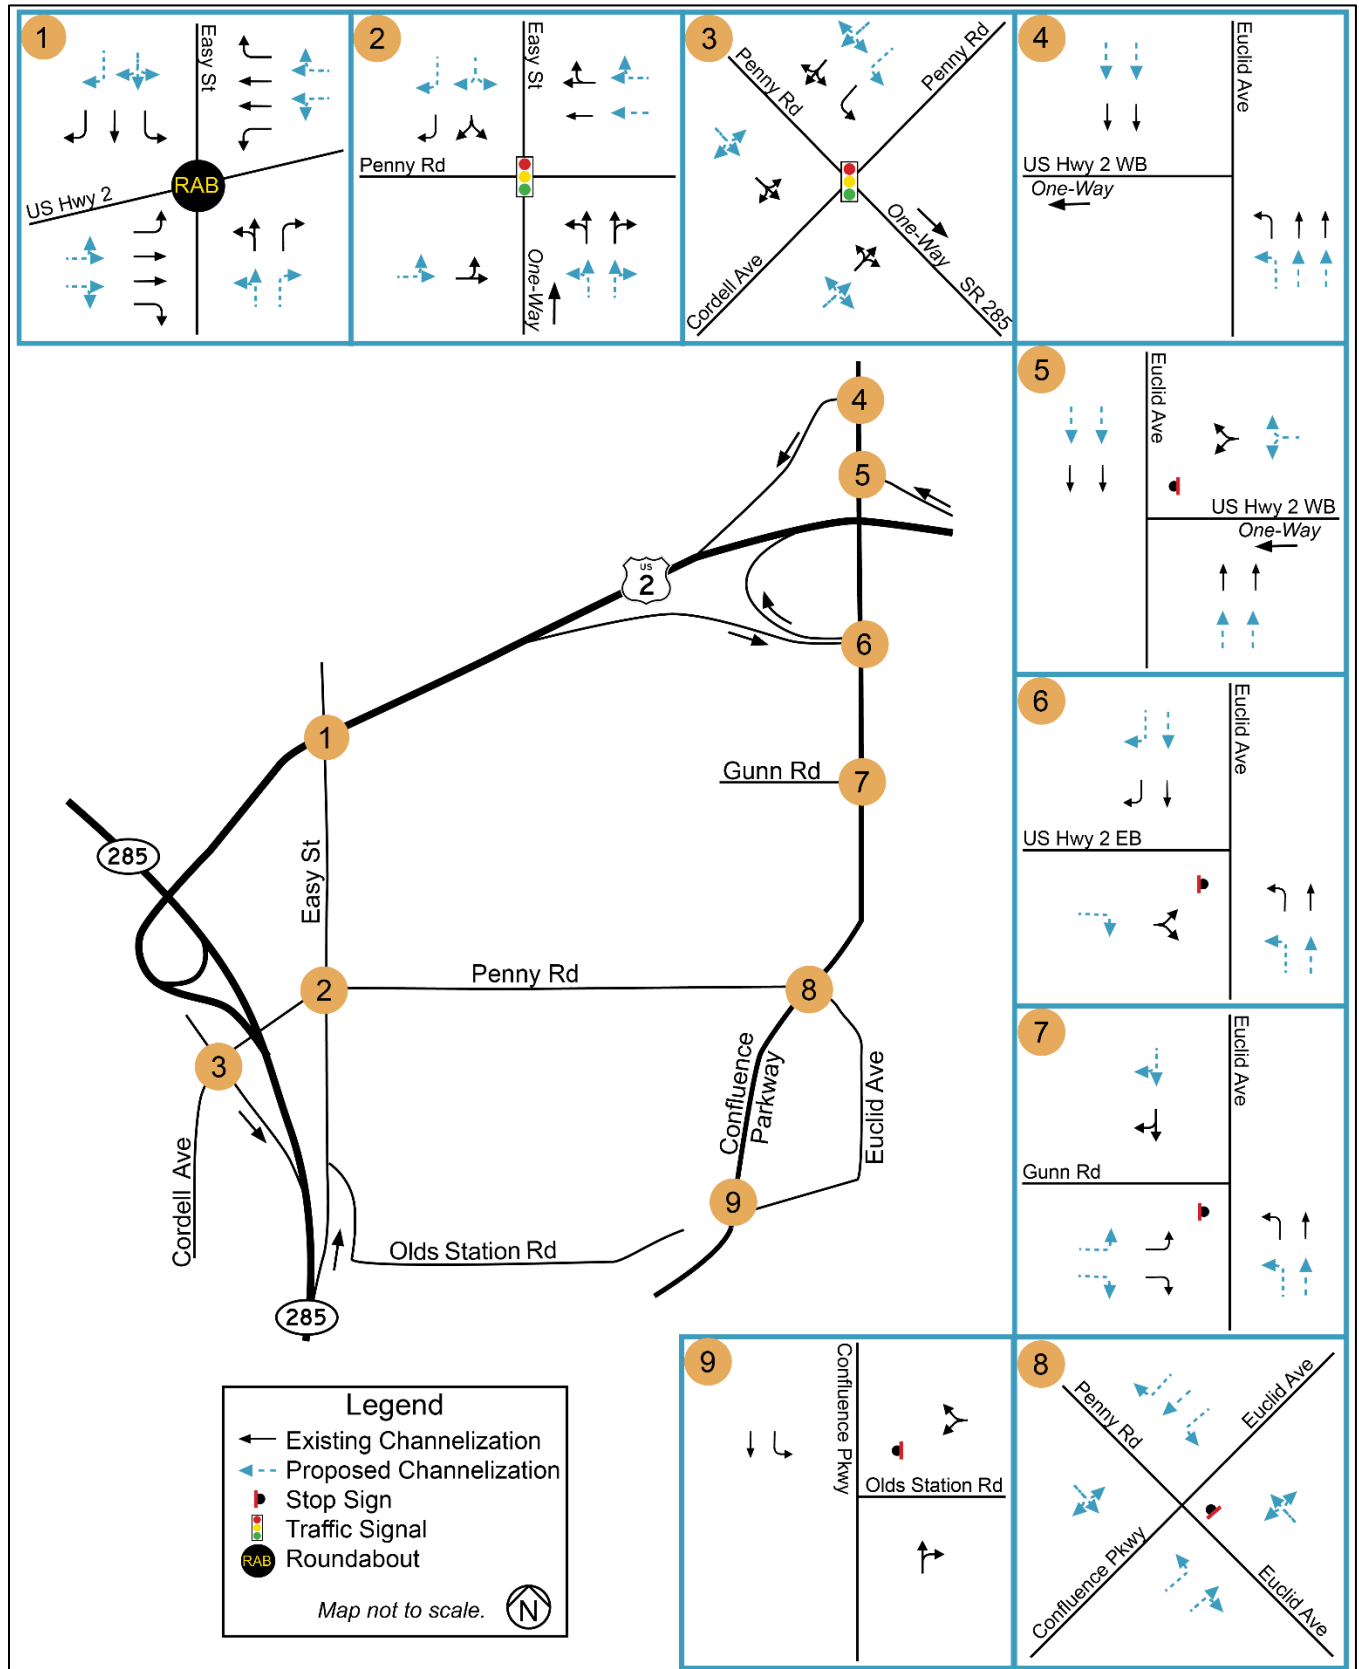 1
Easy St
US Hwy 2
RAB
2
Easy St
Penny Rd
One-Way
3
Penny Rd
Penny Rd
Cordell Ave
One-Way
SR 285
4
Euclid Ave
US Hwy 2 WB
One-Way
5
Euclid Ave
US Hwy 2 WB
One-Way
6
Euclid Ave
US Hwy 2 EB
7
Euclid Ave
Gunn Rd
8
Penny Rd
Euclid Ave
Confluence Pkwy
Euclid Ave
9
Confluence Pkwy
Olds Station Rd
4
5
US
2
6
1
Gunn Rd
7
285
Easy St
2
Penny Rd
8
3
Confluence
Parkway
Euclid Ave
Cordell Ave
9
Olds Station Rd
285
Legend
Existing Channelization
Proposed Channelization
Stop Sign
Traffic Signal
RAB Roundabout
Map not to scale.
N